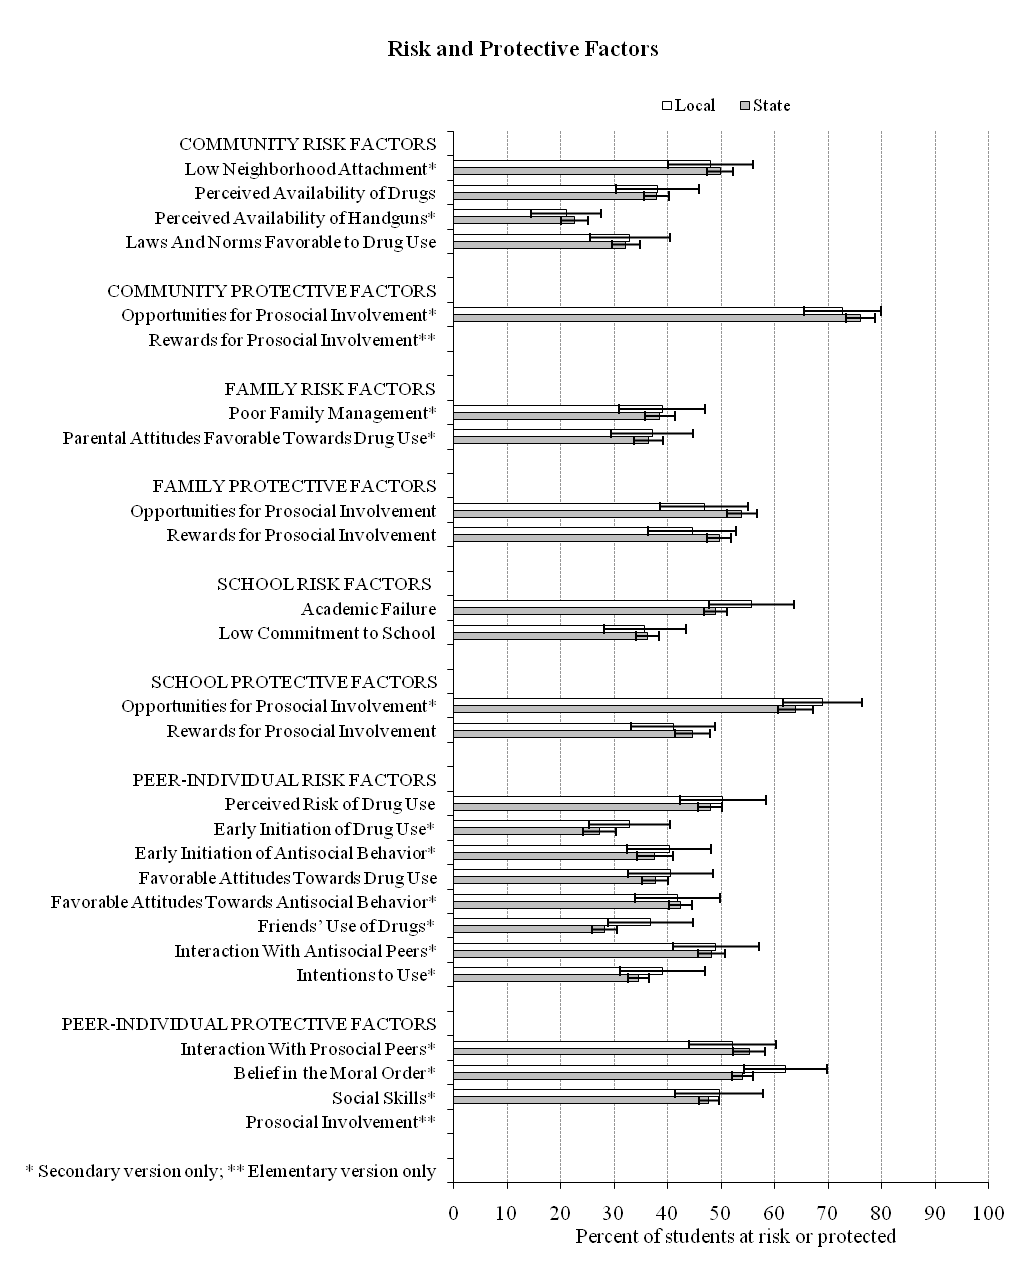 Risk and Protective Factors
Local State
COMMUNITY RISK FACTORS
Low Neighborhood Attachment*
Perceived Availability of Drugs
Perceived Availability of Handguns*
Laws And Norms Favorable to Drug Use
COMMUNITY PROTECTIVE FACTORS
Opportunities for Prosocial Involvement*
Rewards for Prosocial Involvement**
FAMILY RISK FACTORS
Poor Family Management*
Parental Attitudes Favorable Towards Drug Use*
FAMILY PROTECTIVE FACTORS
Opportunities for Prosocial Involvement
Rewards for Prosocial Involvement
SCHOOL RISK FACTORS
Academic Failure
Low Commitment to School
SCHOOL PROTECTIVE FACTORS
Opportunities for Prosocial Involvement*
Rewards for Prosocial Involvement
PEER-INDIVIDUAL RISK FACTORS
Perceived Risk of Drug Use
Early Initiation of Drug Use*
Early Initiation of Antisocial Behavior*
Favorable Attitudes Towards Drug Use
Favorable Attitudes Towards Antisocial Behavior*
Friends’ Use of Drugs*
Interaction With Antisocial Peers*
Intentions to Use*
PEER-INDIVIDUAL PROTECTIVE FACTORS
Interaction With Prosocial Peers*
Belief in the Moral Order*
Social Skills*
Prosocial Involvement**
* Secondary version only; ** Elementary version only
0 10 20 30 40 50 60 70 80 90 100
Percent of students at risk or protected